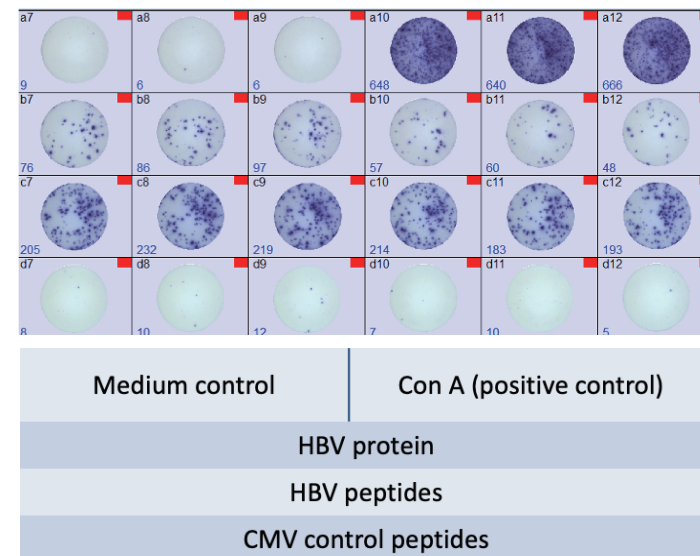 a7 a8 a9 a10 a11 a12
9 6 6 648 640 666
b7 b8 b9 b10 b11 b12
76 86 97 57 60 48
c7 c8 c9 c10 c11 c12
205 232 219 214 183 193
d7 d8 d9 d10 d11 d12
8 10 12 7 10 5
Medium control Con A (positive control)
HBV protein
HBV peptides
CMV control peptides